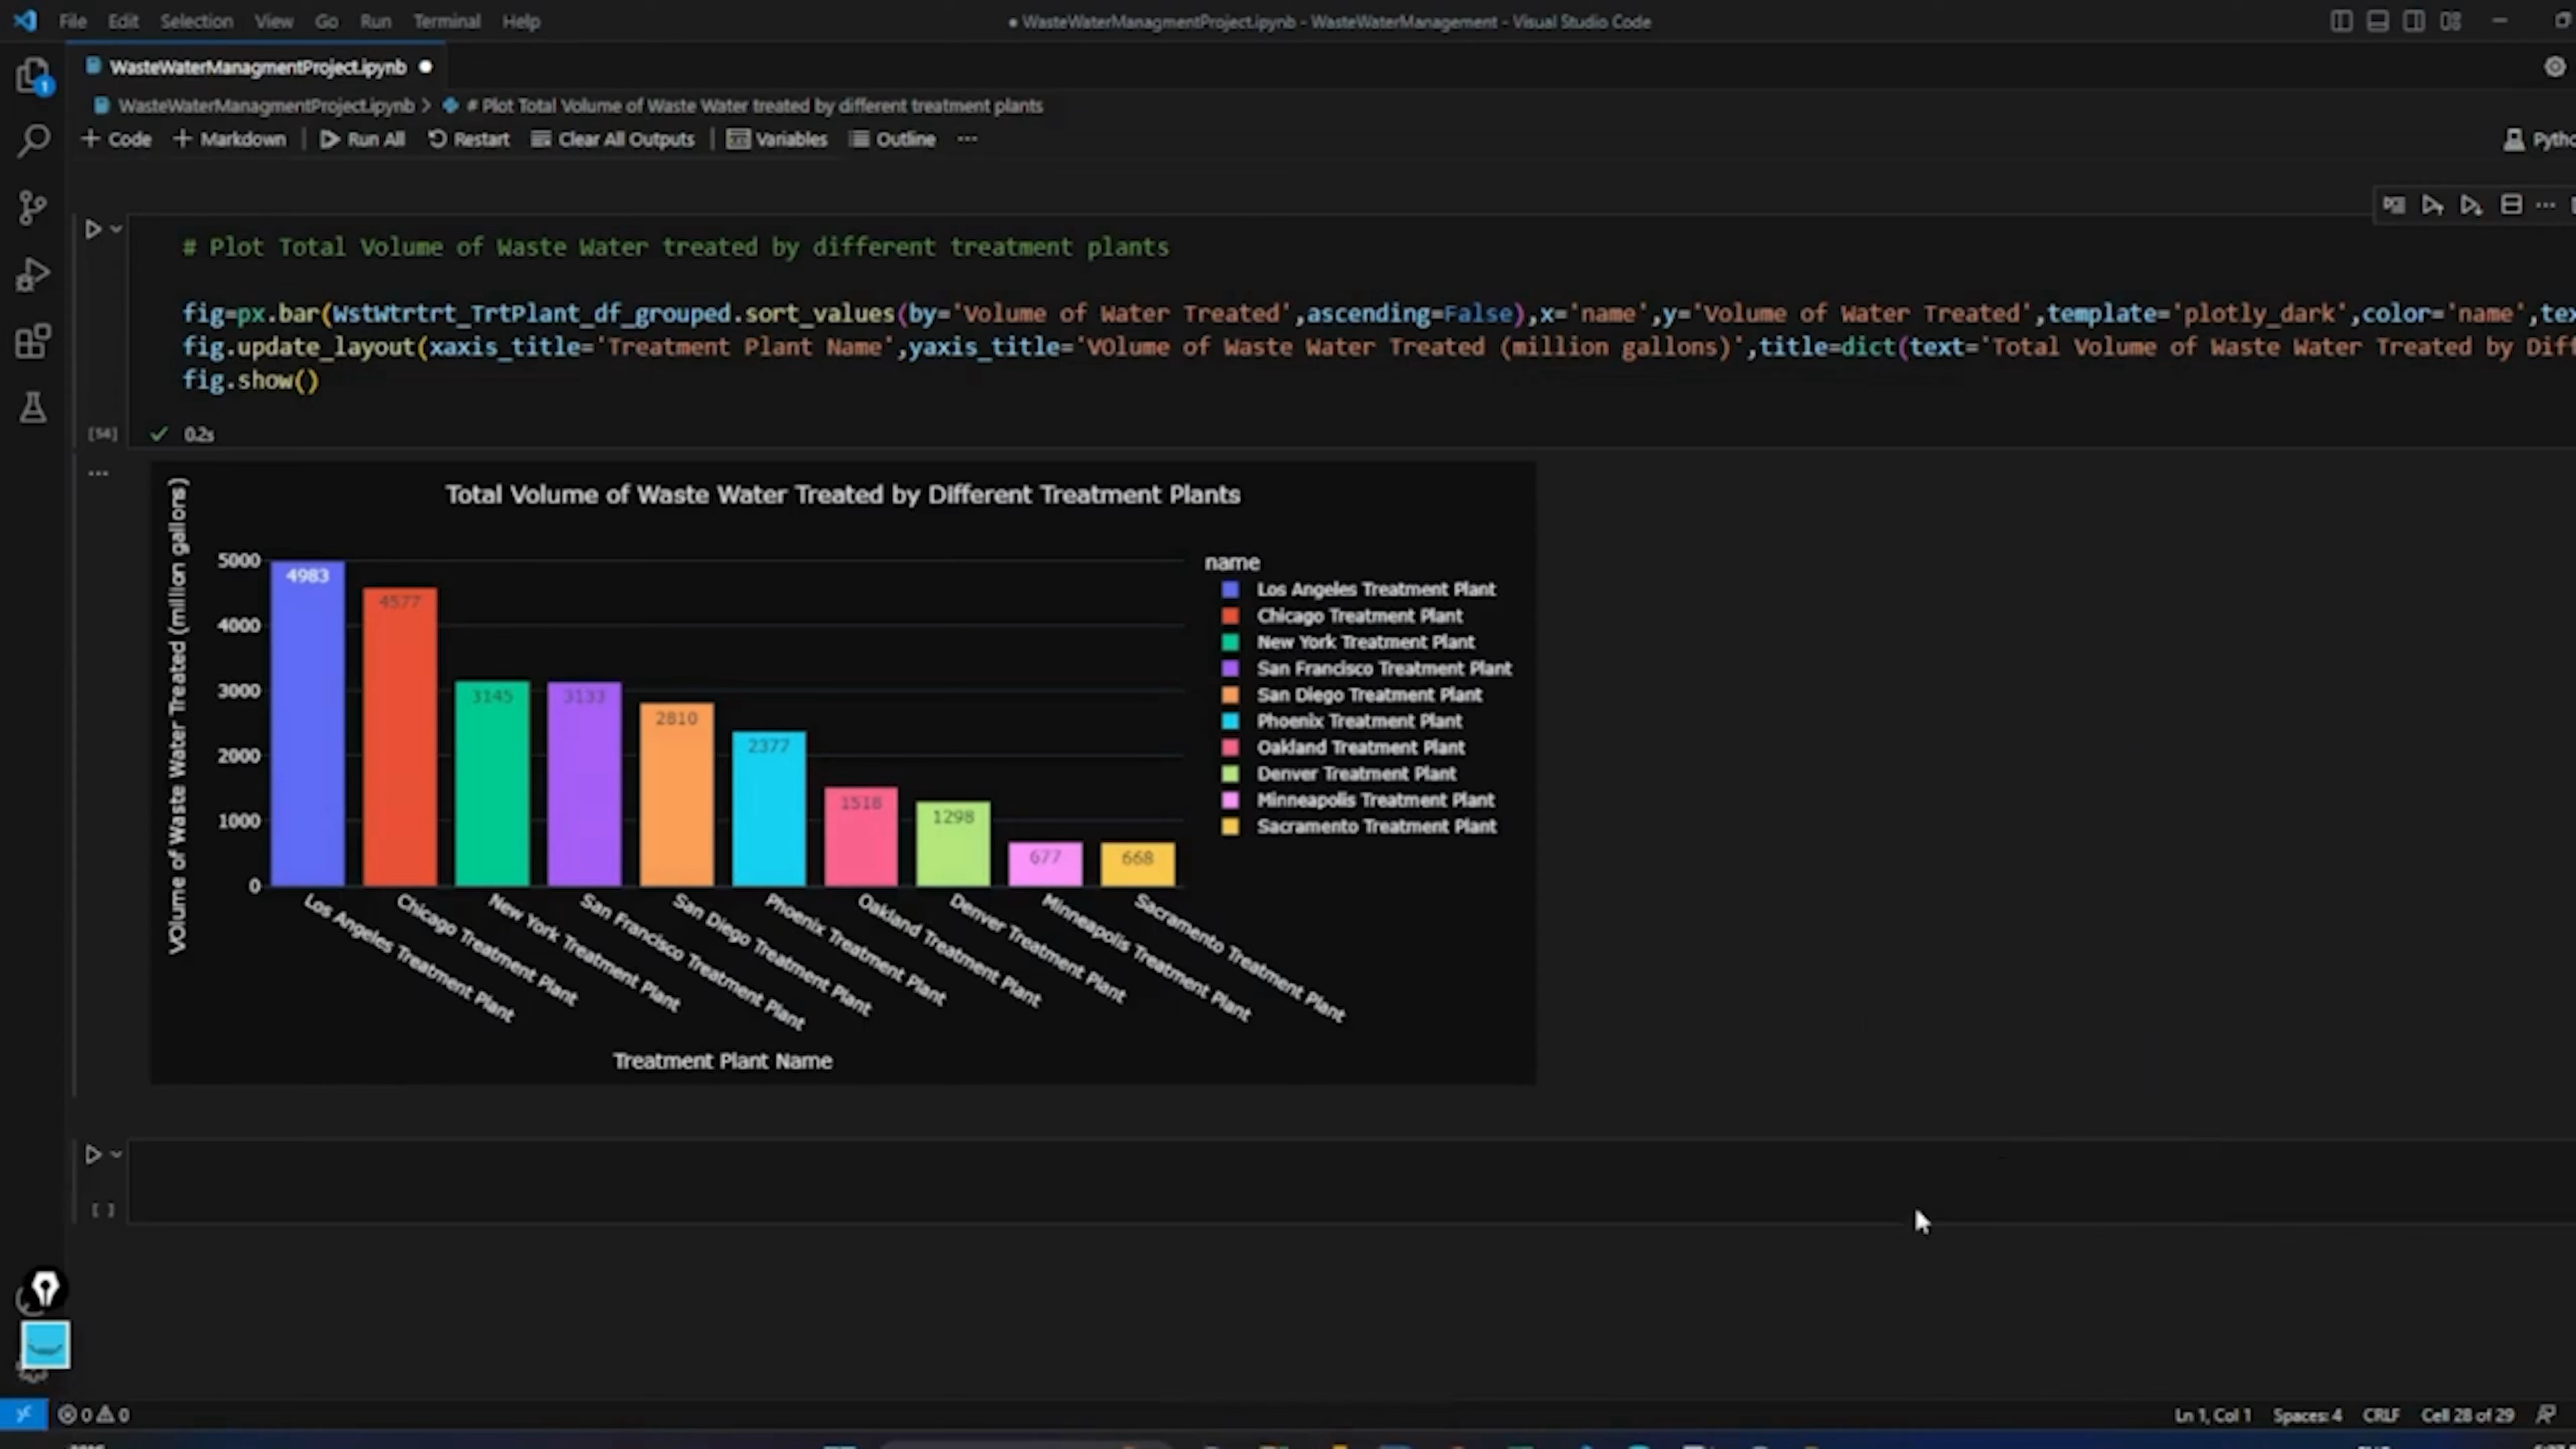 File Edit Selection View Go Run Terminal Help
● WasteWaterManagmentProject.ipynb - WasteWaterManagement - Visual Studio Code
WasteWaterManagmentProject.ipynb ●
1
WasteWaterManagmentProject.ipynb > # Plot Total Volume of Waste Water treated by different treatment plants
+ Code + Markdown | Run All Restart Clear All Outputs | Variables Outline ...
# Plot Total Volume of Waste Water treated by different treatment plants
fig=px.bar(WstWtrtrt_TrtPlant_df_grouped.sort_values(by='Volume of Water Treated',ascending=False),x='name',y='Volume of Water Treated',template='plotly_dark',color='name',tex
fig.update_layout(xaxis_title='Treatment Plant Name',yaxis_title='VOlume of Waste Water Treated (million gallons)',title=dict(text='Total Volume of Waste Water Treated by Diff
fig.show()
[54] 0.2s
...
Total Volume of Waste Water Treated by DIfferent Treatment Plants
VOlume of Waste Water Treated (million gallons)
5000
4000
3000
2000
1000
0
4983
4577
3145
3133
2810
2377
1518
1298
677
668
name
Los Angeles Treatment Plant
Chicago Treatment Plant
New York Treatment Plant
San Francisco Treatment Plant
San Diego Treatment Plant
Phoenix Treatment Plant
Oakland Treatment Plant
Denver Treatment Plant
Minneapolis Treatment Plant
Sacramento Treatment Plant
Los Angeles Treatment Plant
Chicago Treatment Plant
New York Treatment Plant
San Francisco Treatment Plant
San Diego Treatment Plant
Phoenix Treatment Plant
Oakland Treatment Plant
Denver Treatment Plant
Minneapolis Treatment Plant
Sacramento Treatment Plant
Treatment Plant Name
[ ]
0 0
Ln 1, Col 1 Spaces: 4 CRLF Cell 28 of 29